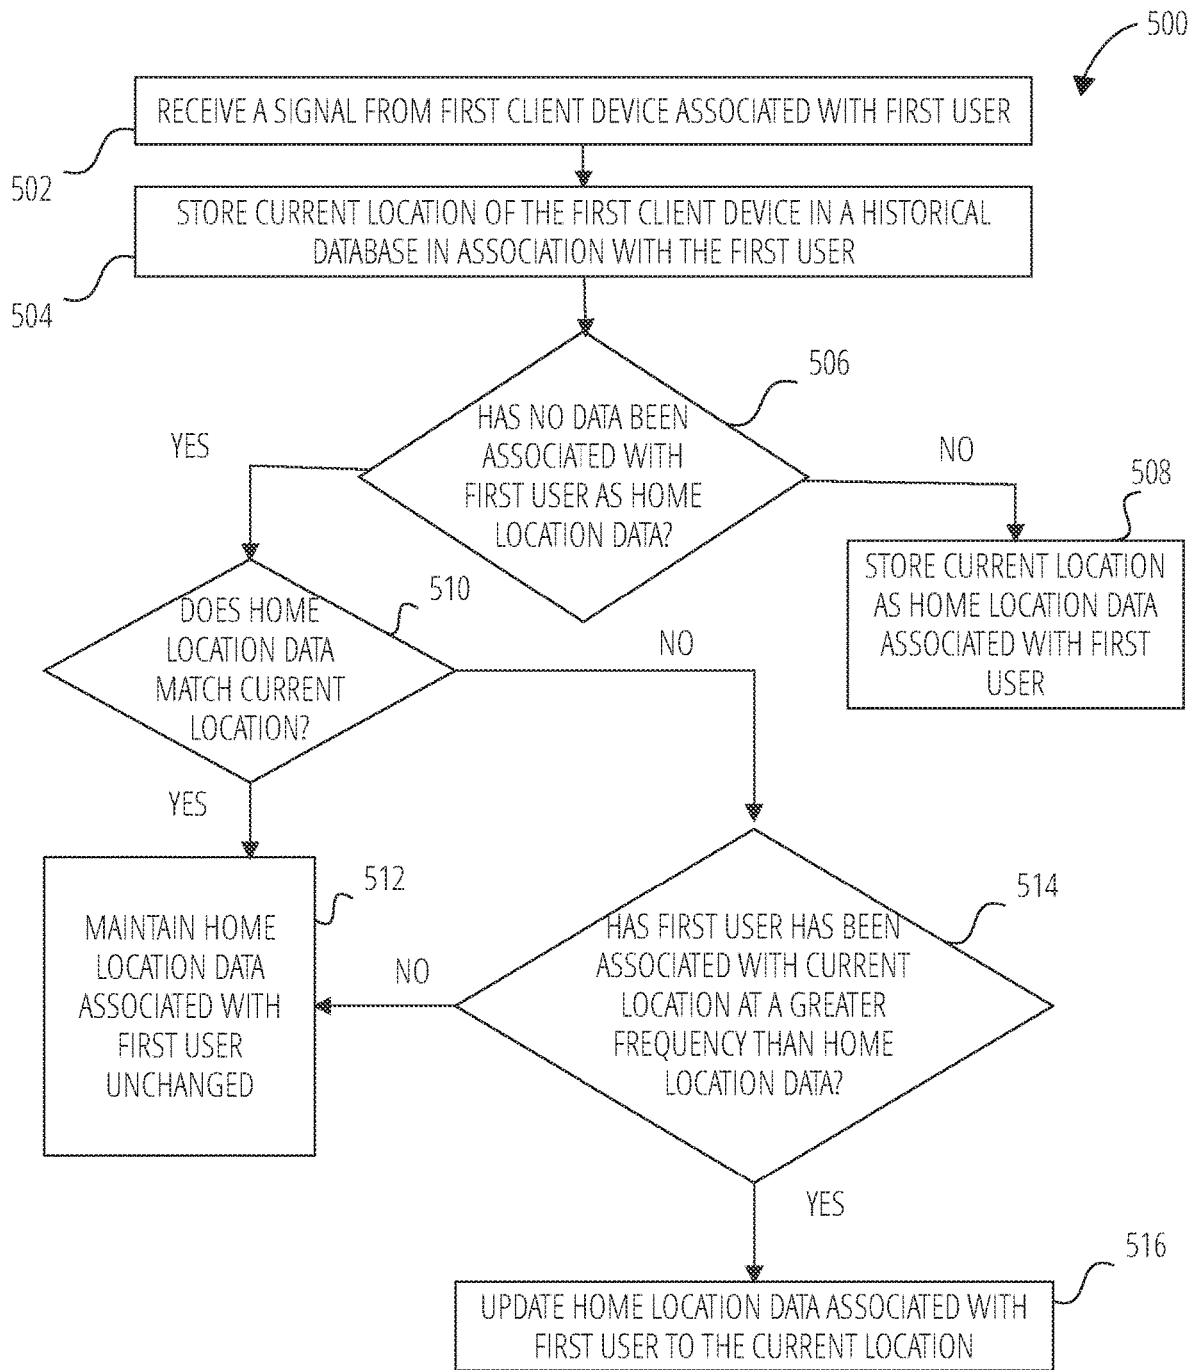 500
RECEIVE A SIGNAL FROM FIRST CLIENT DEVICE ASSOCIATED WITH FIRST USER
502
STORE CURRENT LOCATION OF THE FIRST CLIENT DEVICE IN A HISTORICAL
DATABASE IN ASSOCIATION WITH THE FIRST USER
504
506
HAS NO DATA BEEN
ASSOCIATED WITH
FIRST USER AS HOME
LOCATION DATA?
YES
NO
508
STORE CURRENT LOCATION
AS HOME LOCATION DATA
ASSOCIATED WITH FIRST
USER
510
DOES HOME
LOCATION DATA
MATCH CURRENT
LOCATION?
NO
YES
512
MAINTAIN HOME
LOCATION DATA
ASSOCIATED WITH
FIRST USER
UNCHANGED
NO
514
HAS FIRST USER HAS BEEN
ASSOCIATED WITH CURRENT
LOCATION AT A GREATER
FREQUENCY THAN HOME
LOCATION DATA?
YES
516
UPDATE HOME LOCATION DATA ASSOCIATED WITH
FIRST USER TO THE CURRENT LOCATION